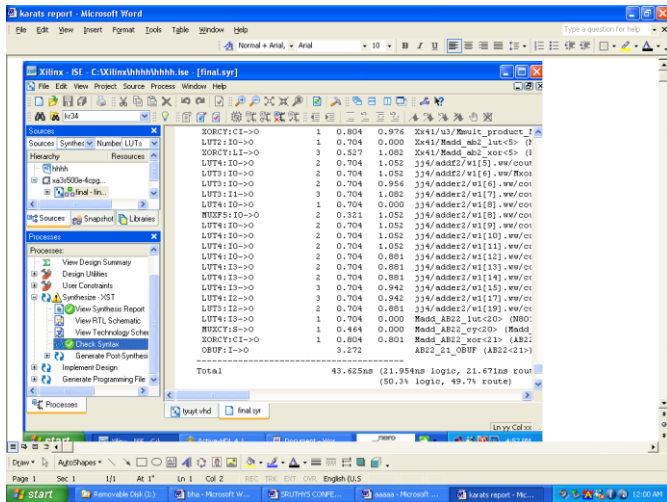 karats report - Microsoft Word
File Edit View Insert Format Tools Table Window Help
Type a question for help
Normal + Arial, Arial 10 B I U
Xilinx - ISE - C:\Xilinx\hhhh\hhhh.ise - [final.syr]
File Edit View Project Source Process Window Help
Sources
Sources Synthes Number LUTs
Hierarchy Resources
hhhh
xa3s500e-4cpg...
final - fin...
Sources Snapshot Libraries
Processes
Processes:
View Design Summary
Design Utilities
User Constraints
Synthesize - XST
View Synthesis Report
View RTL Schematic
View Technology Schem
Check Syntax
Generate Post-Synthesi
Implement Design
Generate Programming File
Processes
XORCY:CI->O 1 0.804 0.976 Xx41/u3/Mmult_product_
LUT2:I0->O 1 0.704 0.000 Xx41/Madd_ab2_lut<5>
XORCY:LI->O 3 0.527 1.082 Xx41/Madd_ab2_xor<5>
LUT4:I0->O 2 0.704 1.052 jj4/addf2/w1[5].ww/cou
LUT3:I0->O 2 0.704 1.052 jj4/addf2/w1[6].ww/Mxo
LUT3:I0->O 2 0.704 0.956 jj4/adder2/w1[6].ww/co
LUT3:I1->O 3 0.704 1.082 jj4/adder2/w1[7].ww/co
LUT4:I0->O 1 0.704 0.000 jj4/adder2/w1[8].ww/co
MUXF5:I0->O 2 0.321 1.052 jj4/adder2/w1[8].ww/co
LUT4:I0->O 2 0.704 1.052 jj4/adder2/w1[9].ww/co
LUT4:I0->O 2 0.704 1.052 jj4/adder2/w1[10].ww/c
LUT4:I0->O 2 0.704 1.052 jj4/adder2/w1[11].ww/c
LUT4:I0->O 2 0.704 0.881 jj4/adder2/w1[12].ww/c
LUT4:I3->O 2 0.704 0.881 jj4/adder2/w1[13].ww/c
LUT4:I3->O 2 0.704 0.881 jj4/adder2/w1[14].ww/c
LUT4:I3->O 3 0.704 0.942 jj4/adder2/w1[15].ww/c
LUT4:I2->O 3 0.704 0.942 jj4/adder2/w1[17].ww/c
LUT3:I2->O 2 0.704 0.881 jj4/adder2/w1[19].ww/c
LUT4:I3->O 1 0.704 0.000 Madd_AB22_lut<20>
MUXCY:S->O 1 0.464 0.000 Madd_AB22_cy<20> (Madd_
XORCY:CI->O 1 0.804 0.801 Madd_AB22_xor<21> (AB2
OBUF:I->O 3.272 AB22_21_OBUF (AB22<21>)
Total 43.625ns (21.954ns logic, 21.671ns rout
(50.3% logic, 49.7% route)
tyuyt.vhd final.syr
Draw AutoShapes
Page 1 Sec 1 1/1 At 1" Ln 1 Col 2 REC TRK EXT OVR English (U.S
start Removable Disk (I:) bha - Microsoft W... SRUTHYS CONFE... aaaaa - Microsoft ... karats report - Mic... 12:00 AM